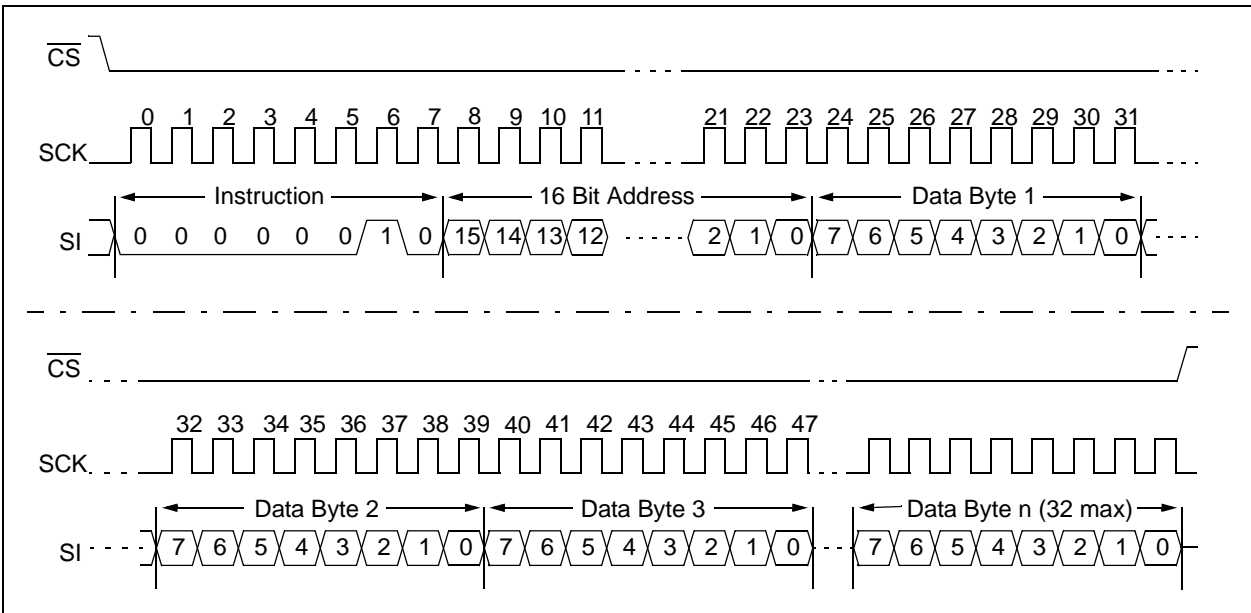 CS
0 1 2 3 4 5 6 7 8 9 10 11 21 22 23 24 25 26 27 28 29 30 31
SCK
Instruction 16 Bit Address Data Byte 1
SI 0 0 0 0 0 0 1 0 15 14 13 12 2 1 0 7 6 5 4 3 2 1 0
CS
32 33 34 35 36 37 38 39 40 41 42 43 44 45 46 47
SCK
Data Byte 2 Data Byte 3 Data Byte n (32 max)
SI 7 6 5 4 3 2 1 0 7 6 5 4 3 2 1 0 7 6 5 4 3 2 1 0